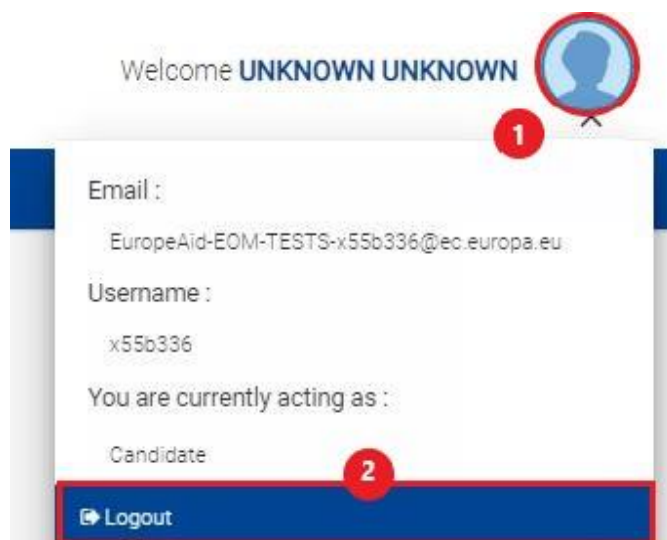 Welcome UNKNOWN UNKNOWN
1
Email :
EuropeAid-EOM-TESTS-x55b336@ec.europa.eu
Username :
x55b336
You are currently acting as :
Candidate
2
Logout